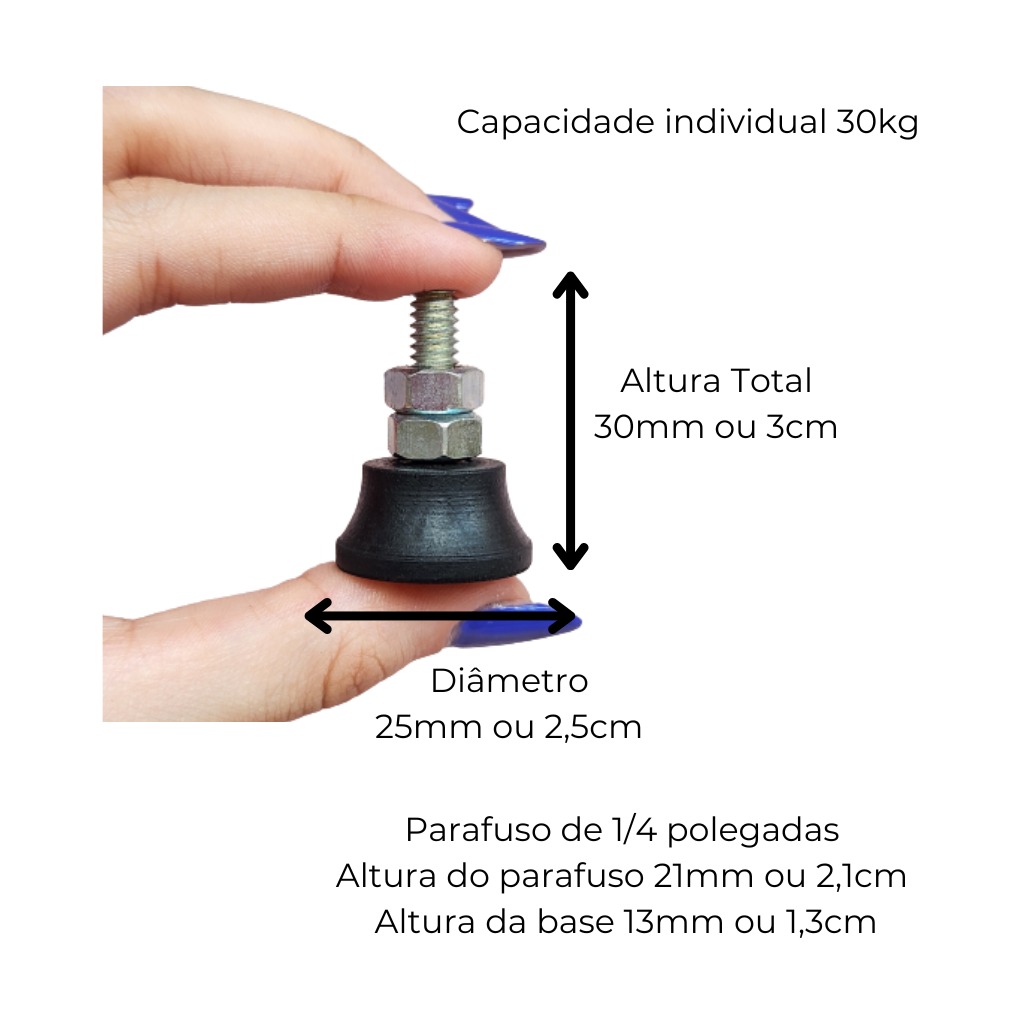 Capacidade individual 30kg
Altura Total
30mm ou 3cm
Diâmetro
25mm ou 2,5cm
Parafuso de 1/4 polegadas
Altura do parafuso 21mm ou 2,1cm
Altura da base 13mm ou 1,3cm